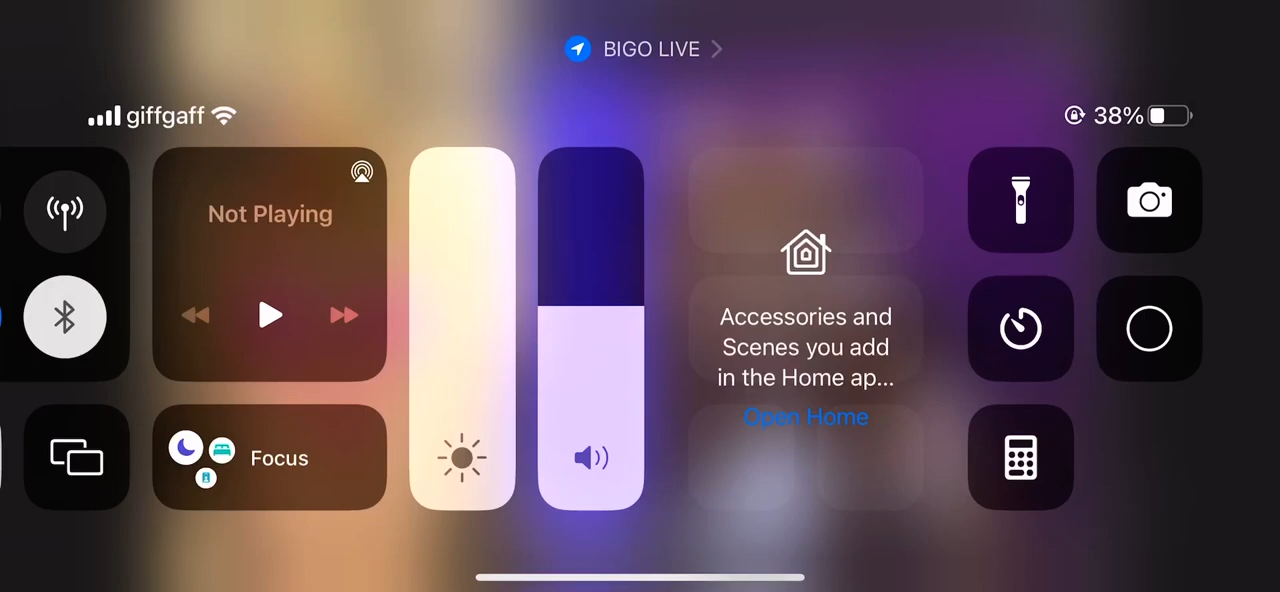 BIGO LIVE
giffgaff
38%
Not Playing
Focus
Accessories and
Scenes you add
in the Home ap...
Open Home